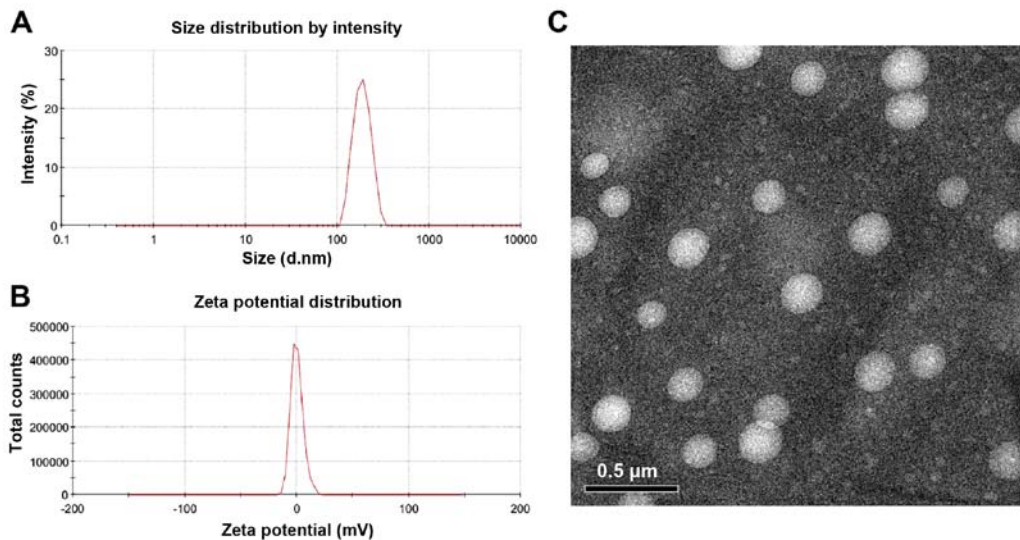 A
Size distribution by intensity
Intensity (%)
30
20
10
0
0.1 1 10 100 1000 10000
Size (d.nm)
B
Zeta potential distribution
Total counts
500000
400000
300000
200000
100000
0
-200 -100 0 100 200
Zeta potential (mV)
C
0.5 μm